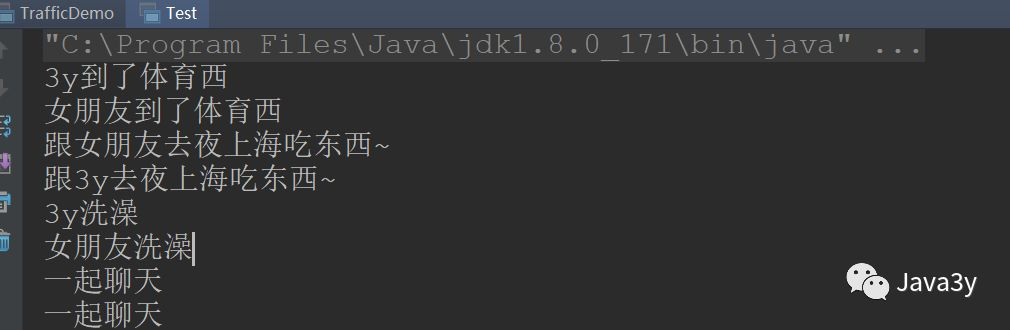 TrafficDemo Test
"C:\Program Files\Java\jdk1.8.0_171\bin\java" ...
3y到了体育西
女朋友到了体育西
跟女朋友去夜上海吃东西~
跟3y去夜上海吃东西~
3y洗澡
女朋友洗澡
一起聊天
一起聊天
Java3y